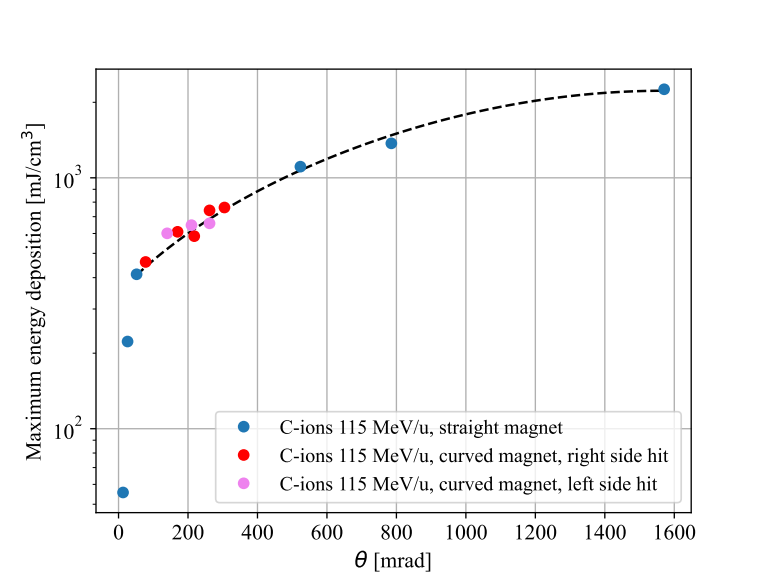 Maximum energy deposition [mJ/cm³]
10³
10²
C-ions 115 MeV/u, straight magnet
C-ions 115 MeV/u, curved magnet, right side hit
C-ions 115 MeV/u, curved magnet, left side hit
0 200 400 600 800 1000 1200 1400 1600
θ [mrad]